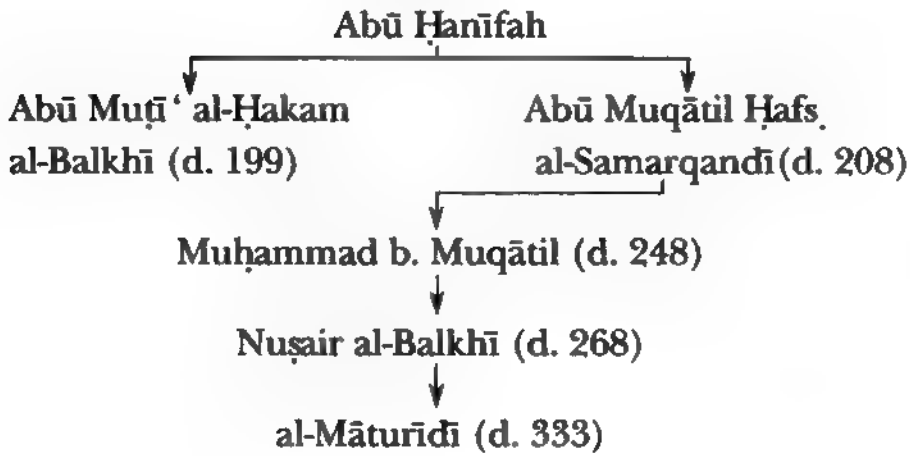 Abū Ḥanīfah
Abū Muṭī‘ al-Ḥakam Abū Muqātil Ḥafṣ
al-Balkhī (d. 199) al-Samarqandī (d. 208)
Muḥammad b. Muqātil (d. 248)
Nuṣair al-Balkhī (d. 268)
al-Māturīdī (d. 333)